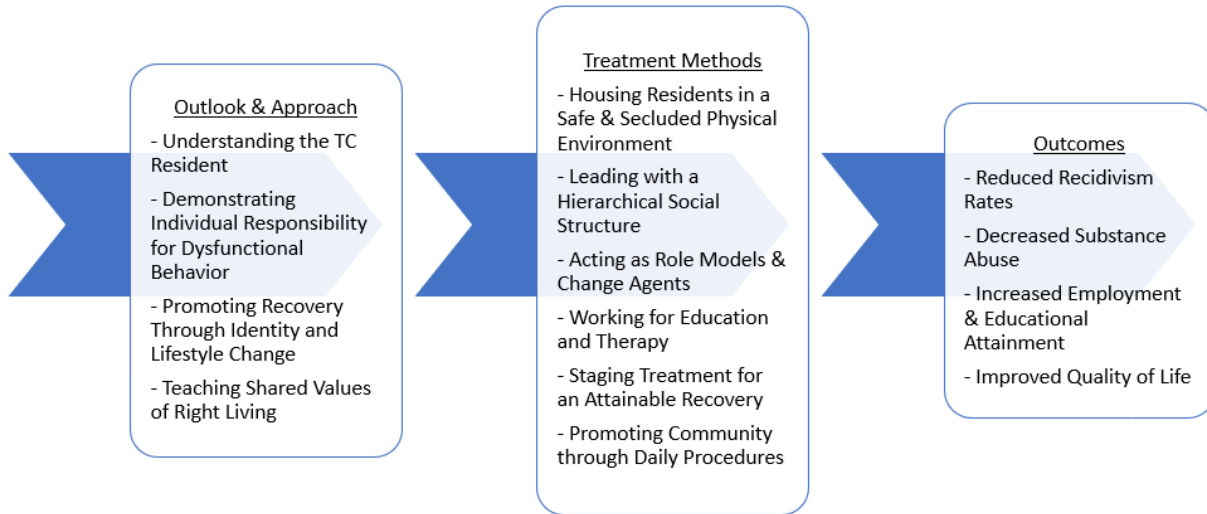 Outlook & Approach
- Understanding the TC
Resident
- Demonstrating
Individual Responsibility
for Dysfunctional
Behavior
- Promoting Recovery
Through Identity and
Lifestyle Change
- Teaching Shared Values
of Right Living
Treatment Methods
- Housing Residents in a
Safe & Secluded Physical
Environment
- Leading with a
Hierarchical Social
Structure
- Acting as Role Models &
Change Agents
- Working for Education
and Therapy
- Staging Treatment for
an Attainable Recovery
- Promoting Community
through Daily Procedures
Outcomes
- Reduced Recidivism
Rates
- Decreased Substance
Abuse
- Increased Employment
& Educational
Attainment
- Improved Quality of Life